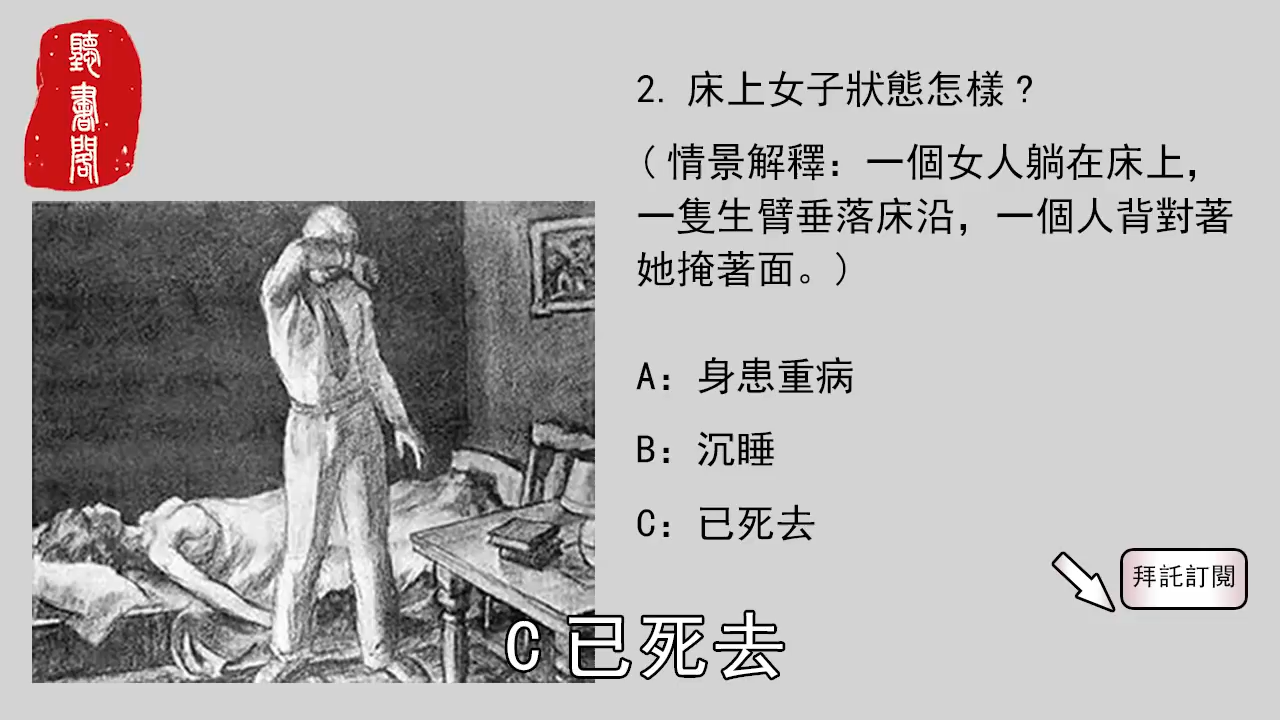 聽書閣
2. 床上女子狀態怎樣？
（情景解釋：一個女人躺在床上，
一隻生臂垂落床沿，一個人背對著
她掩著面。）
A：身患重病
B：沉睡
C：已死去
拜託訂閱
C已死去